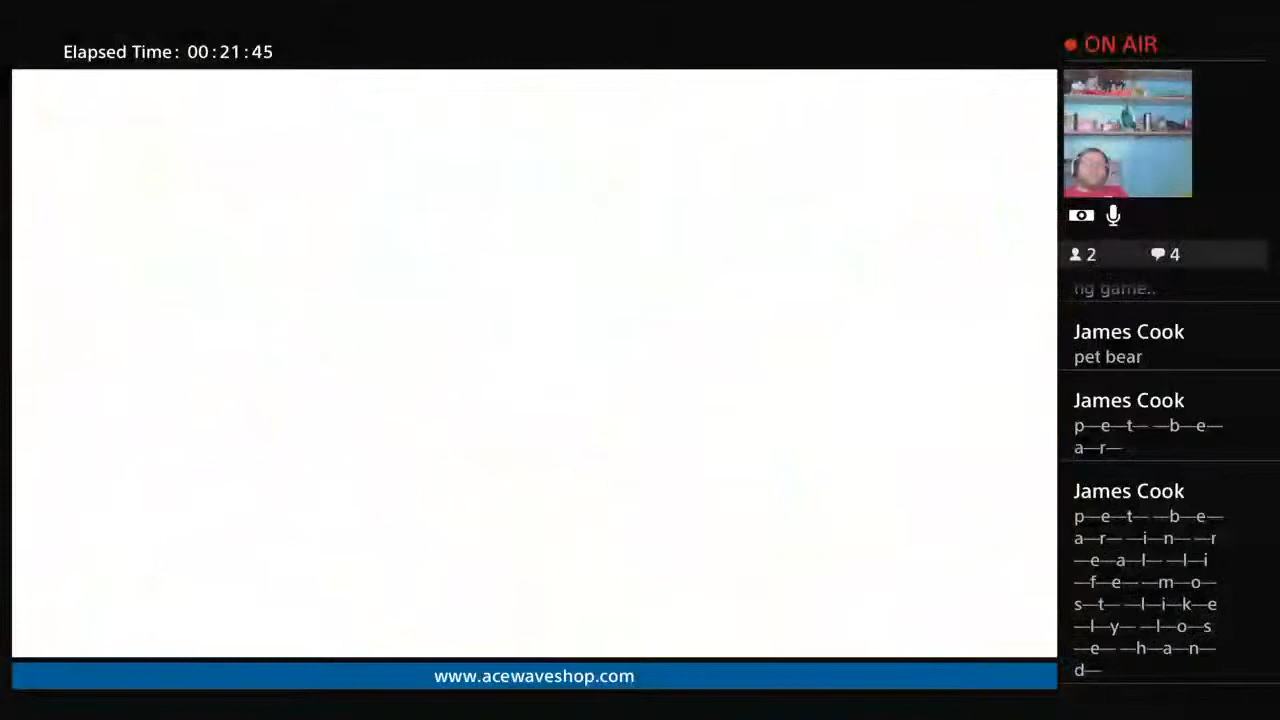 Elapsed Time: 00:21:45
ON AIR
2 4
ng game..
James Cook
pet bear
James Cook
p—e—t— —b—e—
a—r—
James Cook
p—e—t— —b—e—
a—r— —i—n— —r
—e—a—l— —l—i
—f—e— —m—o—
s—t— —l—i—k—e
—l—y— —l—o—s
—e— —h—a—n—
d—
www.acewaveshop.com